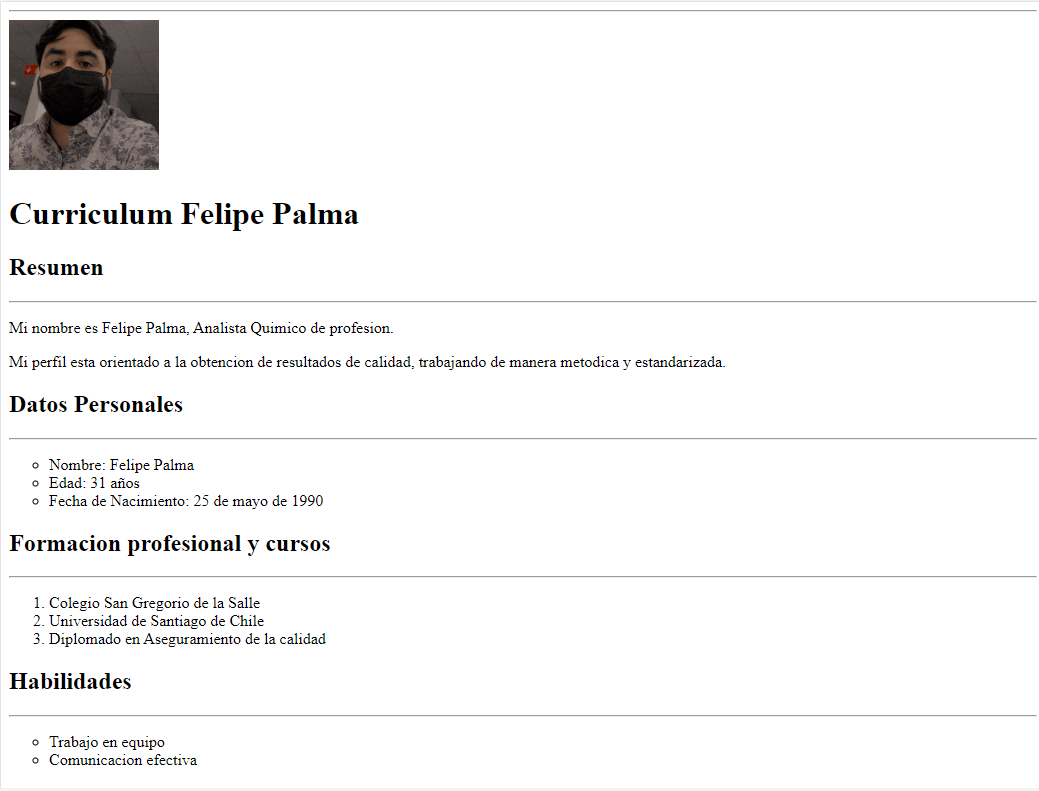 Curriculum Felipe Palma
Resumen
Mi nombre es Felipe Palma, Analista Quimico de profesion.
Mi perfil esta orientado a la obtencion de resultados de calidad, trabajando de manera metodica y estandarizada.
Datos Personales
Nombre: Felipe Palma
Edad: 31 años
Fecha de Nacimiento: 25 de mayo de 1990
Formacion profesional y cursos
1. Colegio San Gregorio de la Salle
2. Universidad de Santiago de Chile
3. Diplomado en Aseguramiento de la calidad
Habilidades
Trabajo en equipo
Comunicacion efectiva